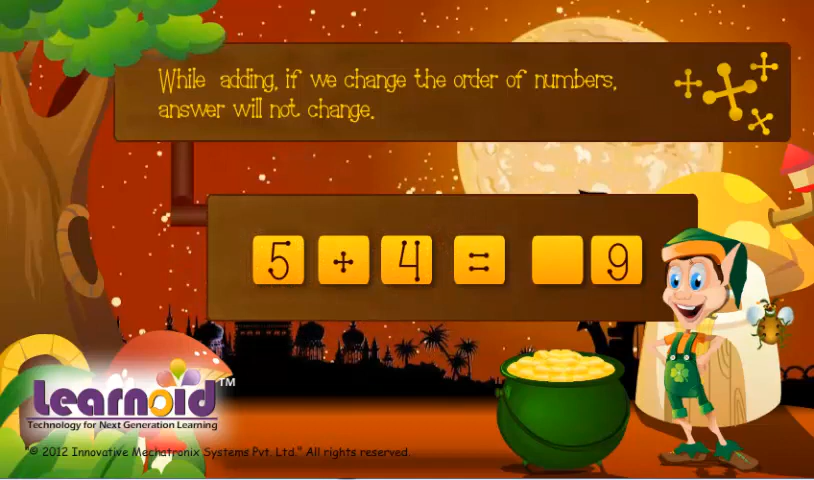 While adding, if we change the order of numbers,
answer will not change.
5 + 4 = 9
Learnoid™
Technology for Next Generation Learning
"© 2012 Innovative Mechatronix Systems Pvt. Ltd." All rights reserved.